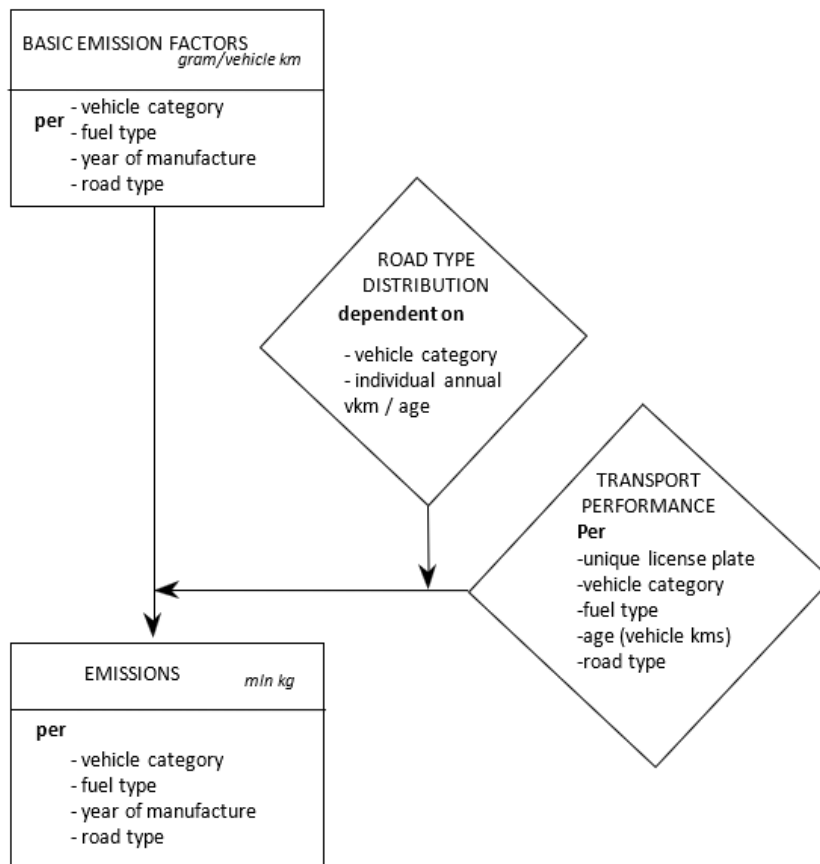 BASIC EMISSION FACTORS
gram/vehicle km
per
- vehicle category
- fuel type
- year of manufacture
- road type
ROAD TYPE
DISTRIBUTION
dependent on
- vehicle category
- individual annual
vkm / age
TRANSPORT
PERFORMANCE
Per
-unique license plate
-vehicle category
-fuel type
-age (vehicle kms)
-road type
EMISSIONS
mln kg
per
- vehicle category
- fuel type
- year of manufacture
- road type